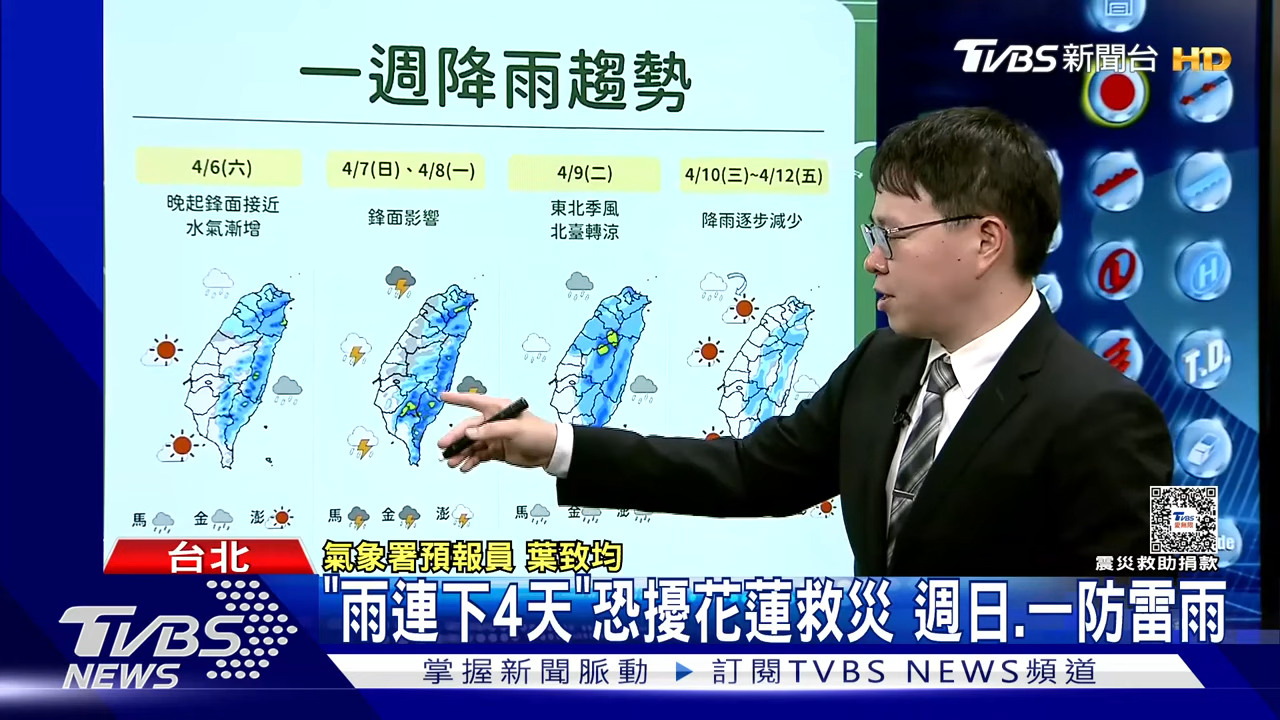 TVBS新聞台 HD
一週降雨趨勢
4/6(六)
晚起鋒面接近
水氣漸增
4/7(日)、4/8(一)
鋒面影響
4/9(二)
東北季風
北臺轉涼
4/10(三)~4/12(五)
降雨逐步減少
H
T.D.
馬 金 澎
馬 金 澎
馬 金 澎
TVBS
愛無限
震災救助捐款
台北
氣象署預報員 葉致均
"雨連下4天"恐擾花蓮救災 週日.一防雷雨
TVBS NEWS
掌握新聞脈動 ▶ 訂閱TVBS NEWS頻道